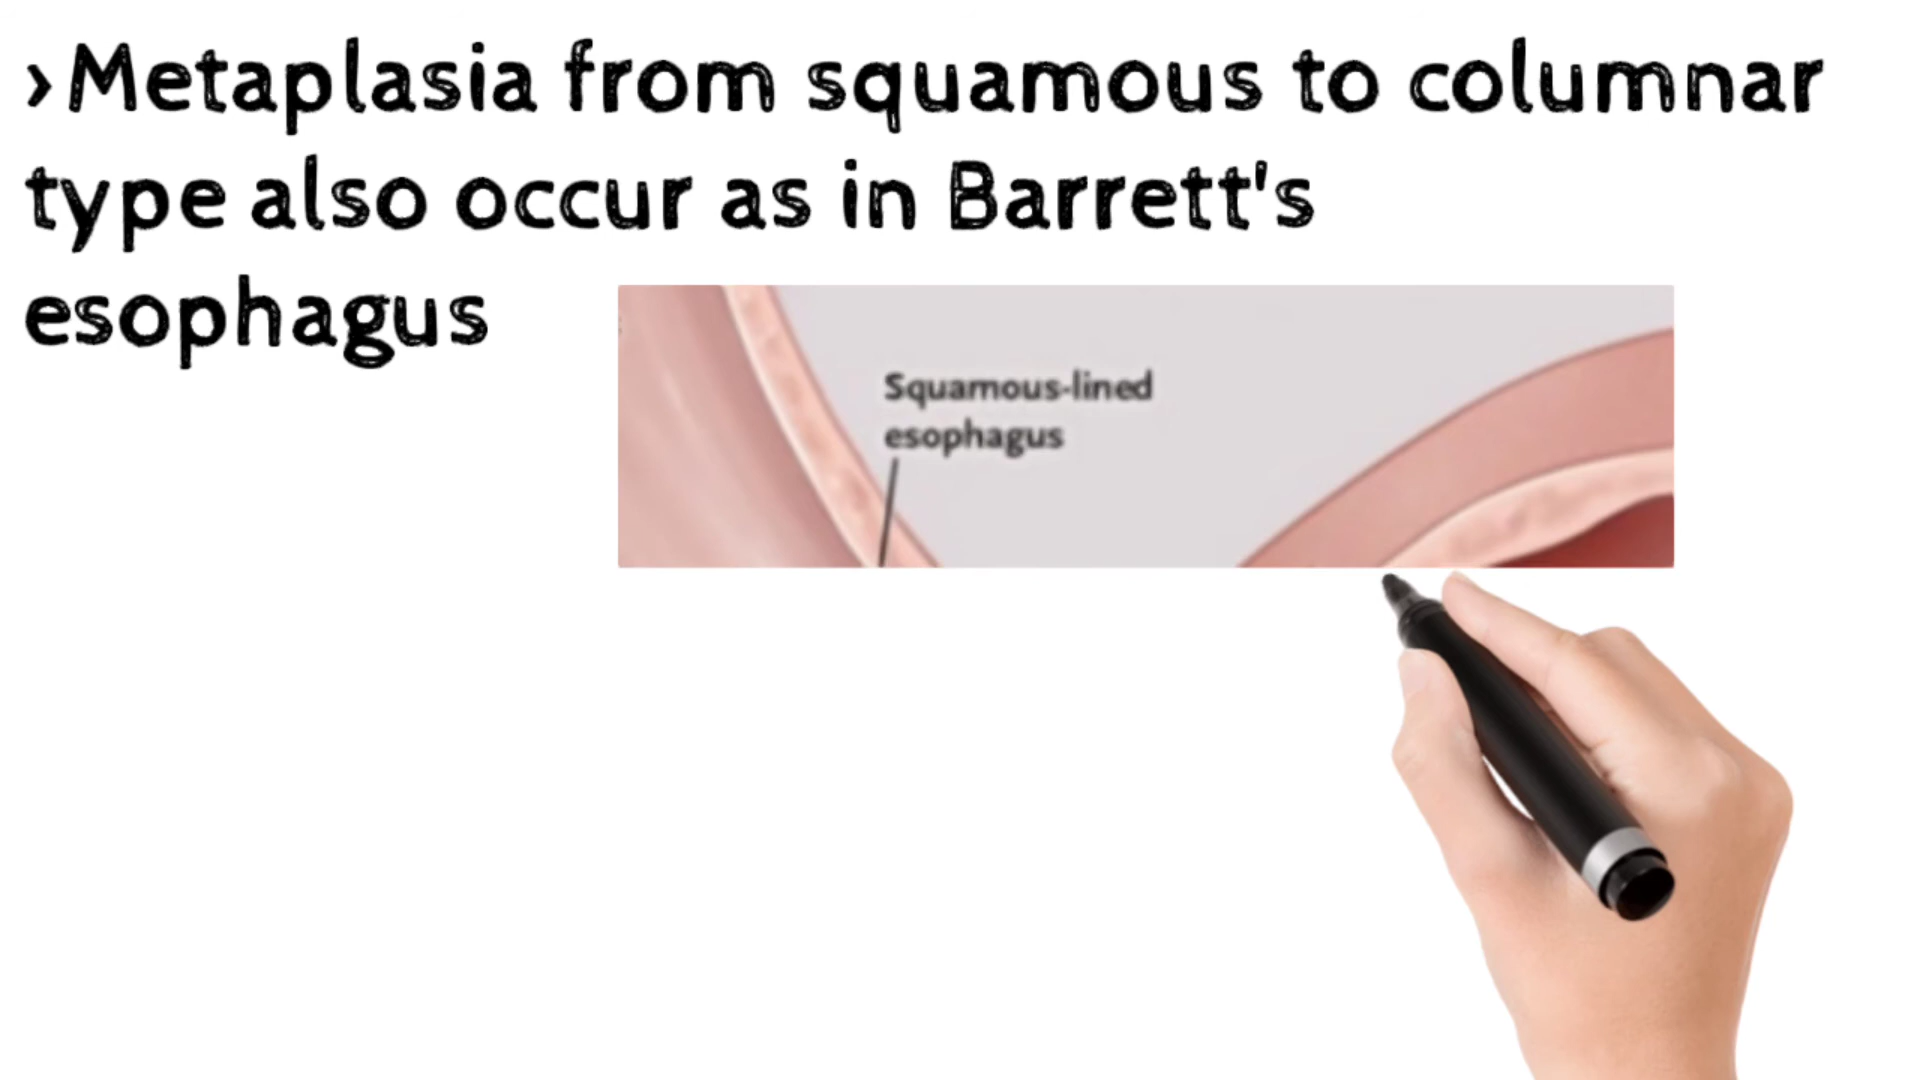 ›Metaplasia from squamous to columnar
type also occur as in Barrett's
esophagus
Squamous-lined
esophagus